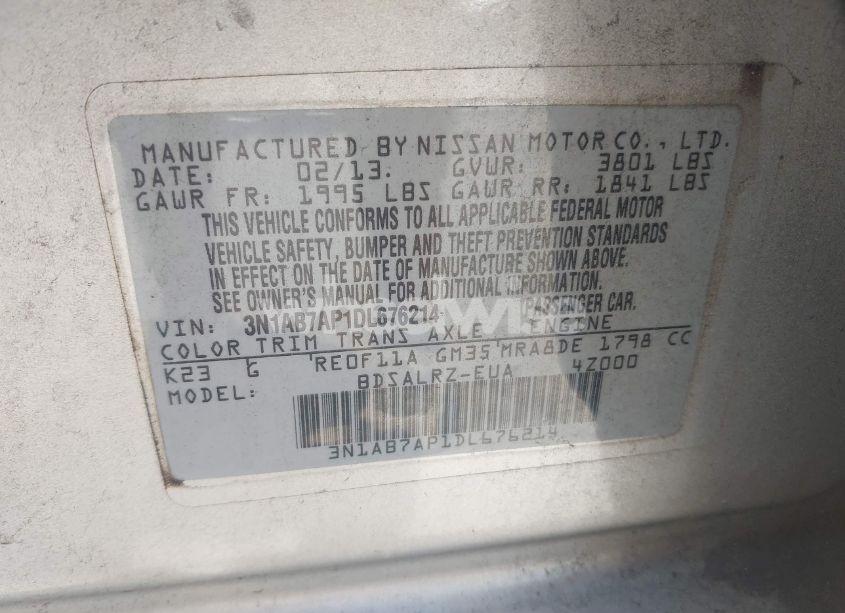 MANUFACTURED BY NISSAN MOTOR CO., LTD.
DATE: 02/13. GVWR: 3801 LBS
GAWR FR: 1995 LBS GAWR RR: 1841 LBS
THIS VEHICLE CONFORMS TO ALL APPLICABLE FEDERAL MOTOR
VEHICLE SAFETY, BUMPER AND THEFT PREVENTION STANDARDS
IN EFFECT ON THE DATE OF MANUFACTURE SHOWN ABOVE.
SEE OWNER'S MANUAL FOR ADDITIONAL INFORMATION.
VIN: 3N1AB7AP1DL676214 PASSENGER CAR.
COLOR TRIM TRANS AXLE ENGINE
K23 G RE0F11A GM35 MRA8DE 1798 CC
MODEL: BDSALRZ-EUA 4Z000
3N1AB7AP1DL676214